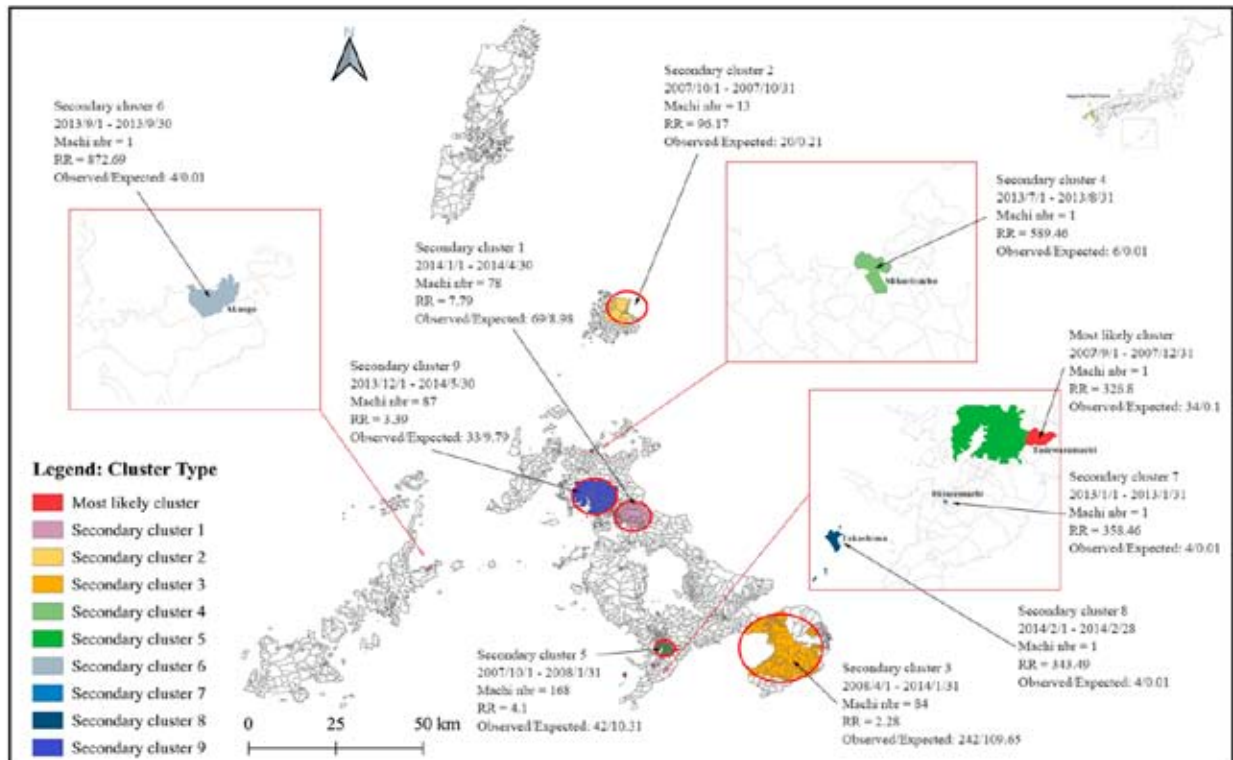 N
Secondary cluster 2
2007/10/1 - 2007/10/31
Machi nbr = 13
RR = 96.17
Observed/Expected: 20/0.21
Secondary cluster 6
2013/9/1 - 2013/9/30
Machi nbr = 1
RR = 872.69
Observed/Expected: 4/0.01
Secondary cluster 4
2013/7/1 - 2013/8/31
Machi nbr = 1
RR = 589.46
Observed/Expected: 6/0.01
Secondary cluster 1
2014/1/1 - 2014/4/30
Machi nbr = 78
RR = 7.79
Observed/Expected: 69/8.98
Most likely cluster
2007/9/1 - 2007/12/31
Machi nbr = 1
RR = 326.8
Observed/Expected: 34/0.1
Secondary cluster 9
2013/12/1 - 2014/5/30
Machi nbr = 87
RR = 3.39
Observed/Expected: 33/9.79
Secondary cluster 7
2013/1/1 - 2013/1/31
Machi nbr = 1
RR = 358.46
Observed/Expected: 4/0.01
Secondary cluster 8
2014/2/1 - 2014/2/28
Machi nbr = 1
RR = 343.49
Observed/Expected: 4/0.01
Secondary cluster 5
2007/10/1 - 2008/1/31
Machi nbr = 168
RR = 4.1
Observed/Expected: 42/10.31
Secondary cluster 3
2008/4/1 - 2014/1/31
Machi nbr = 84
RR = 2.28
Observed/Expected: 242/109.65
Legend: Cluster Type
Most likely cluster
Secondary cluster 1
Secondary cluster 2
Secondary cluster 3
Secondary cluster 4
Secondary cluster 5
Secondary cluster 6
Secondary cluster 7
Secondary cluster 8
Secondary cluster 9
0 25 50 km